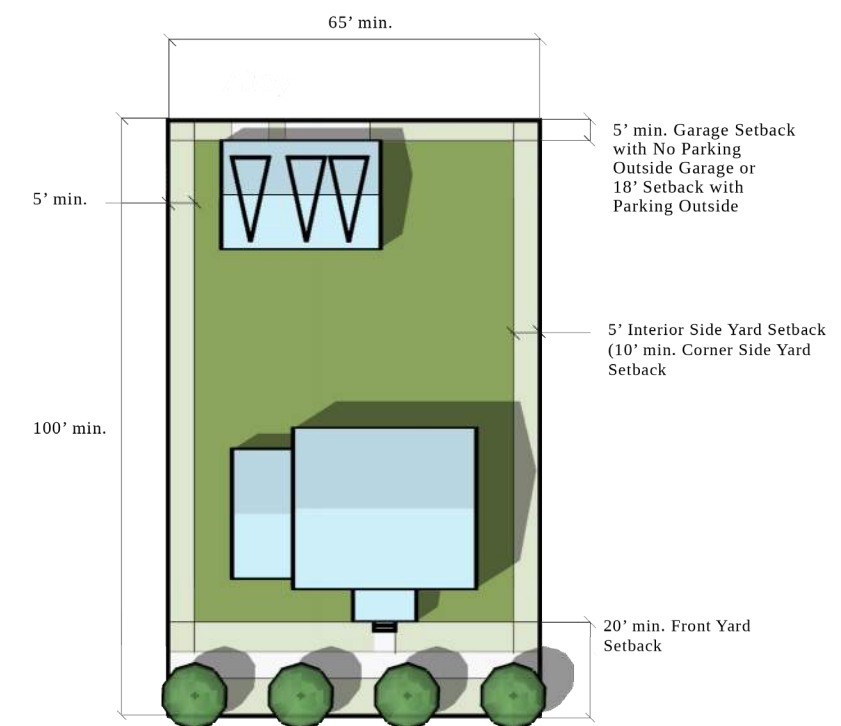 65’ min.
5’ min. Garage Setback
with No Parking
Outside Garage or
18’ Setback with
Parking Outside
5’ min.
5’ Interior Side Yard Setback
(10’ min. Corner Side Yard
Setback
100’ min.
20’ min. Front Yard
Setback